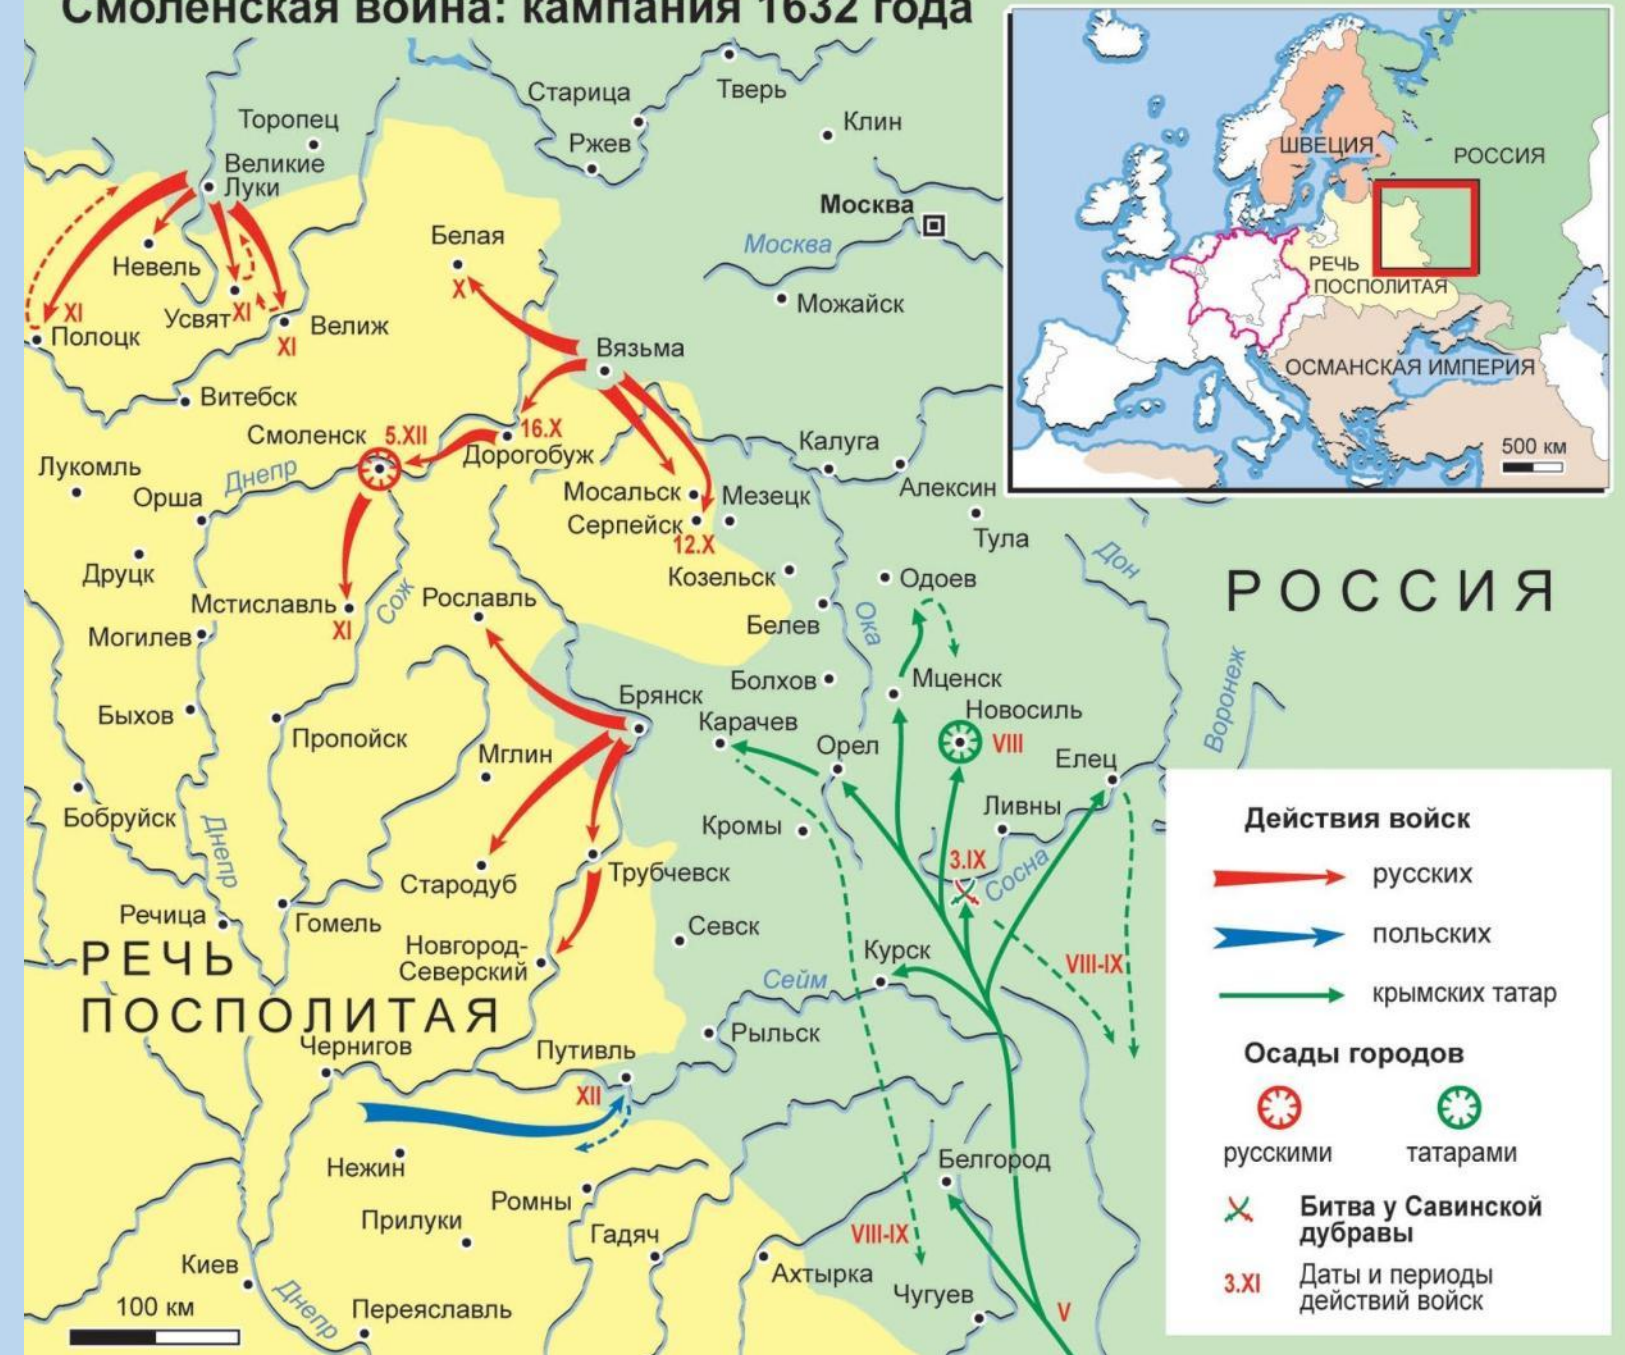 Смоленская война: кампания 1632 года
Старица
Тверь
Торопец
Ржев
Клин
Великие
Луки
Москва
Москва
Белая
X
Невель
Можайск
XI
Усвят
XI
Велиж
Полоцк
XI
Вязьма
Витебск
Смоленск
5.XII
16.X
Дорогобуж
Калуга
Лукомль
Днепр
Орша
Мосальск
Мезецк
Алексин
Серпейск
12.X
Тула
Друцк
Козельск
Одоев
Дон
РОССИЯ
Мстиславль
XI
Сож
Рославль
Белев
Ока
Могилев
Болхов
Мценск
Воронеж
Быхов
Брянск
Новосиль
VIII
Карачев
Пропойск
Мглин
Орел
Елец
Бобруйск
Днепр
Кромы
Ливны
3.IX
Сосна
Стародуб
Трубчевск
Речица
Гомель
Севск
Новгород-
Северский
Курск
VIII-IX
РЕЧЬ
ПОСПОЛИТАЯ
Сейм
Рыльск
Чернигов
Путивль
XII
Нежин
Белгород
Ромны
Прилуки
Гадяч
VIII-IX
Киев
Ахтырка
Чугуев
V
Днепр
Переяславль
100 км
ШВЕЦИЯ
РОССИЯ
РЕЧЬ
ПОСПОЛИТАЯ
ОСМАНСКАЯ ИМПЕРИЯ
500 км
Действия войск
русских
польских
крымских татар
Осады городов
русскими
татарами
Битва у Савинской
дубравы
3.XI
Даты и периоды
действий войск